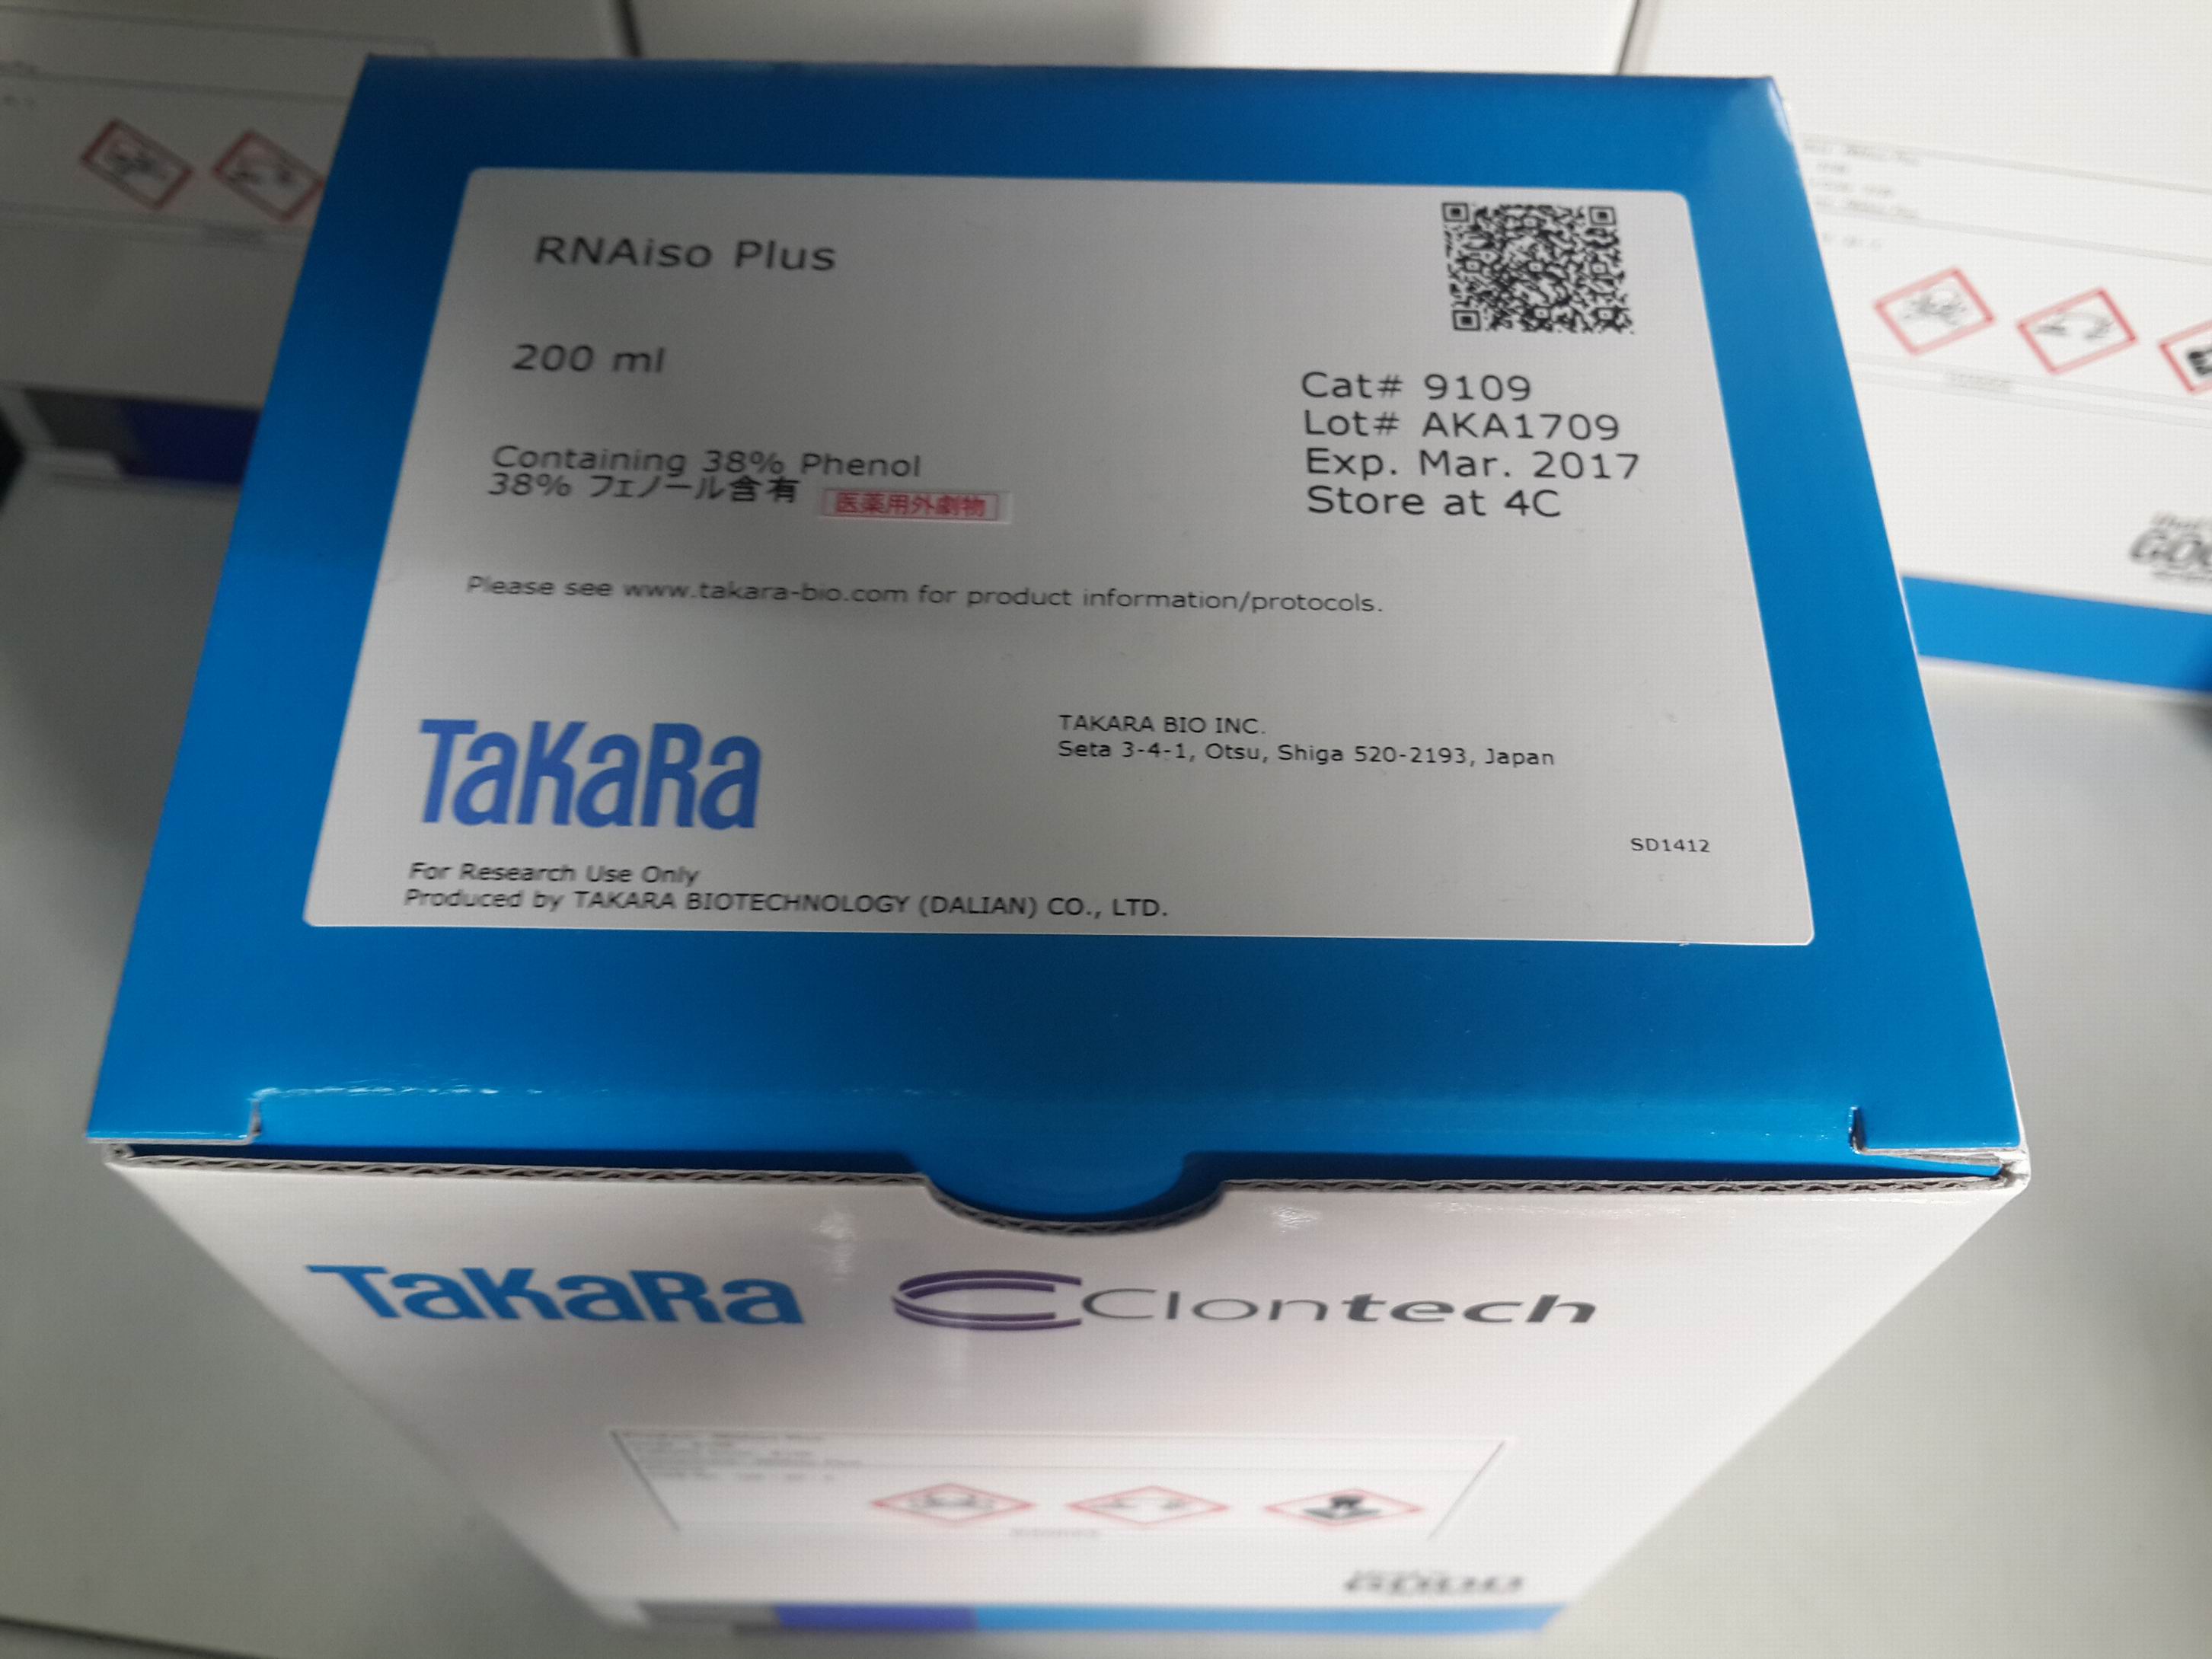 RNAiso Plus
200 ml
Cat# 9109
Lot# AKA1709
Exp. Mar. 2017
Store at 4C
Containing 38% Phenol
38% フェノール含有 医薬用外劇物
Please see www.takara-bio.com for product information/protocols.
TaKaRa
TAKARA BIO INC.
Seta 3-4-1, Otsu, Shiga 520-2193, Japan
SD1412
For Research Use Only
Produced by TAKARA BIOTECHNOLOGY (DALIAN) CO., LTD.
TaKaRa Clontech